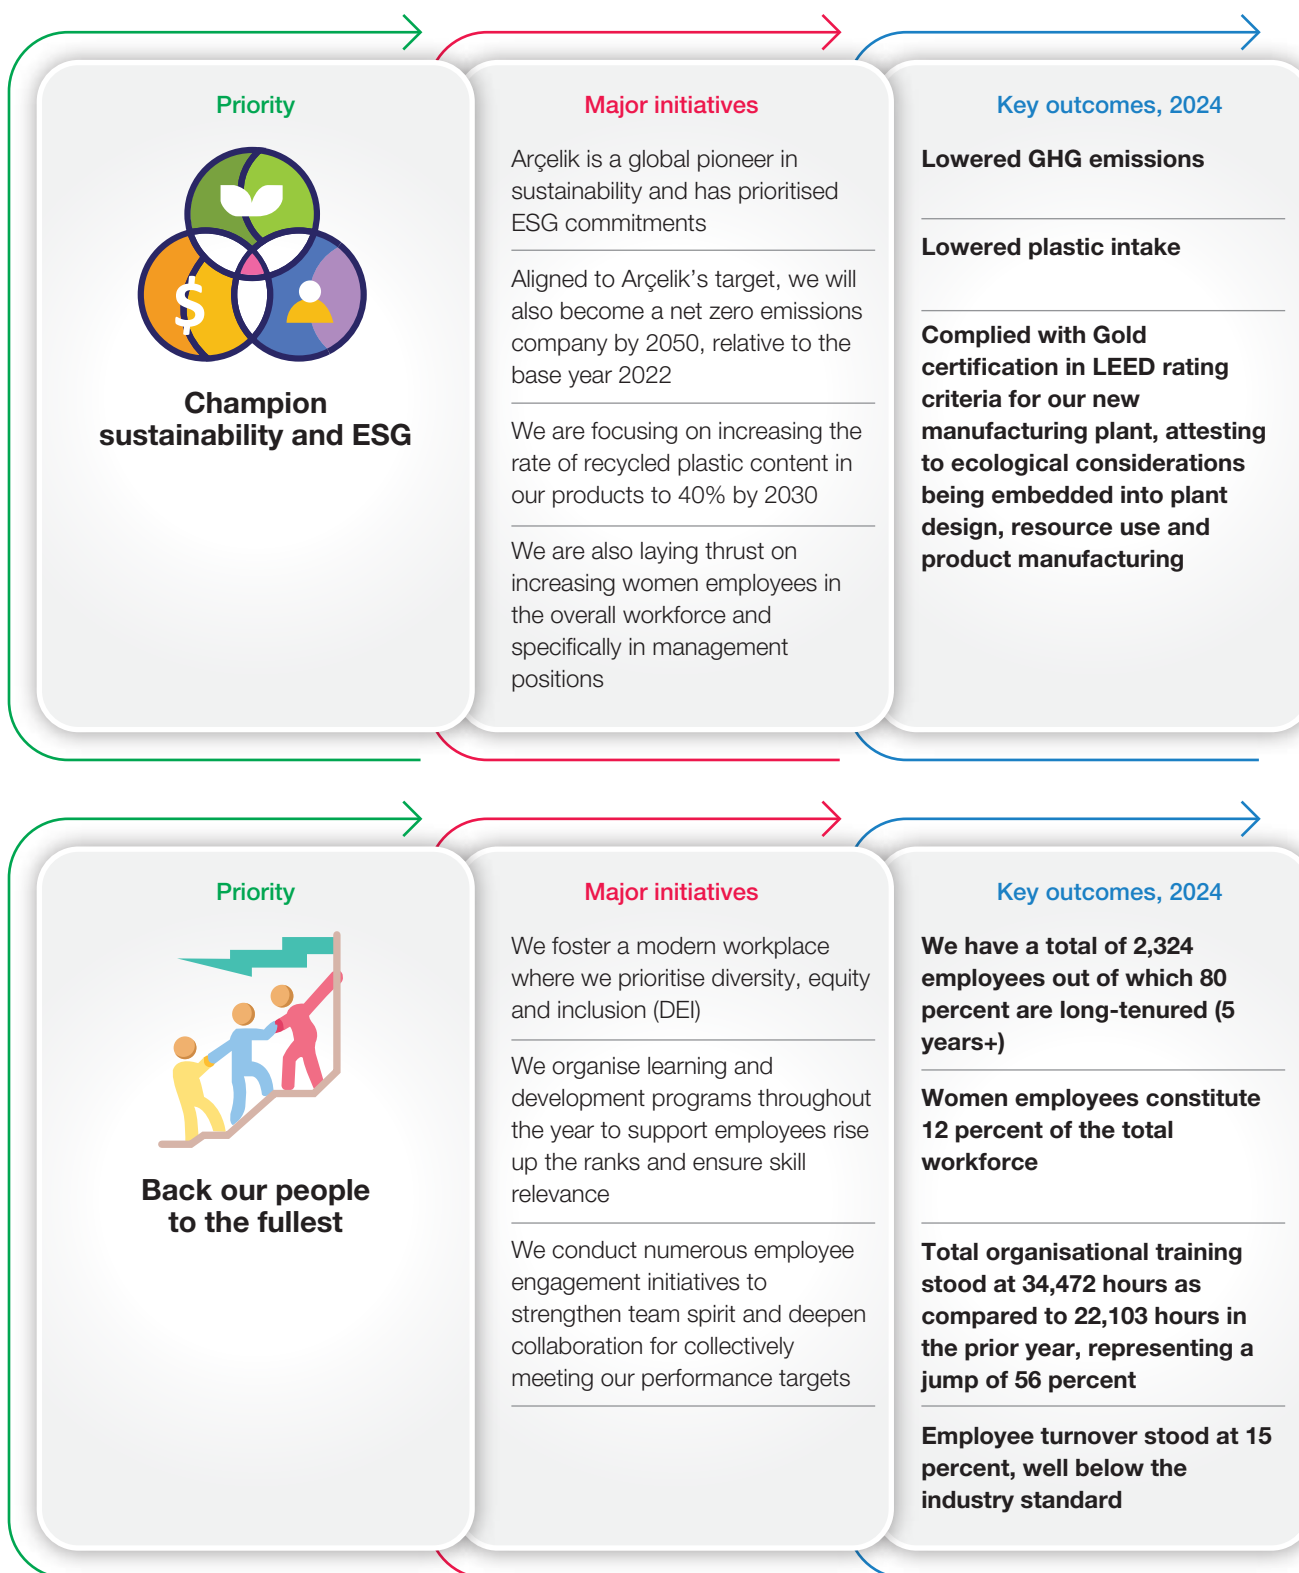 Priority
$
Champion
sustainability and ESG
Major initiatives
Arçelik is a global pioneer in
sustainability and has prioritised
ESG commitments
Aligned to Arçelik’s target, we will
also become a net zero emissions
company by 2050, relative to the
base year 2022
We are focusing on increasing the
rate of recycled plastic content in
our products to 40% by 2030
We are also laying thrust on
increasing women employees in
the overall workforce and
specifically in management
positions
Key outcomes, 2024
Lowered GHG emissions
Lowered plastic intake
Complied with Gold
certification in LEED rating
criteria for our new
manufacturing plant, attesting
to ecological considerations
being embedded into plant
design, resource use and
product manufacturing
Priority
Back our people
to the fullest
Major initiatives
We foster a modern workplace
where we prioritise diversity, equity
and inclusion (DEI)
We organise learning and
development programs throughout
the year to support employees rise
up the ranks and ensure skill
relevance
We conduct numerous employee
engagement initiatives to
strengthen team spirit and deepen
collaboration for collectively
meeting our performance targets
Key outcomes, 2024
We have a total of 2,324
employees out of which 80
percent are long-tenured (5
years+)
Women employees constitute
12 percent of the total
workforce
Total organisational training
stood at 34,472 hours as
compared to 22,103 hours in
the prior year, representing a
jump of 56 percent
Employee turnover stood at 15
percent, well below the
industry standard